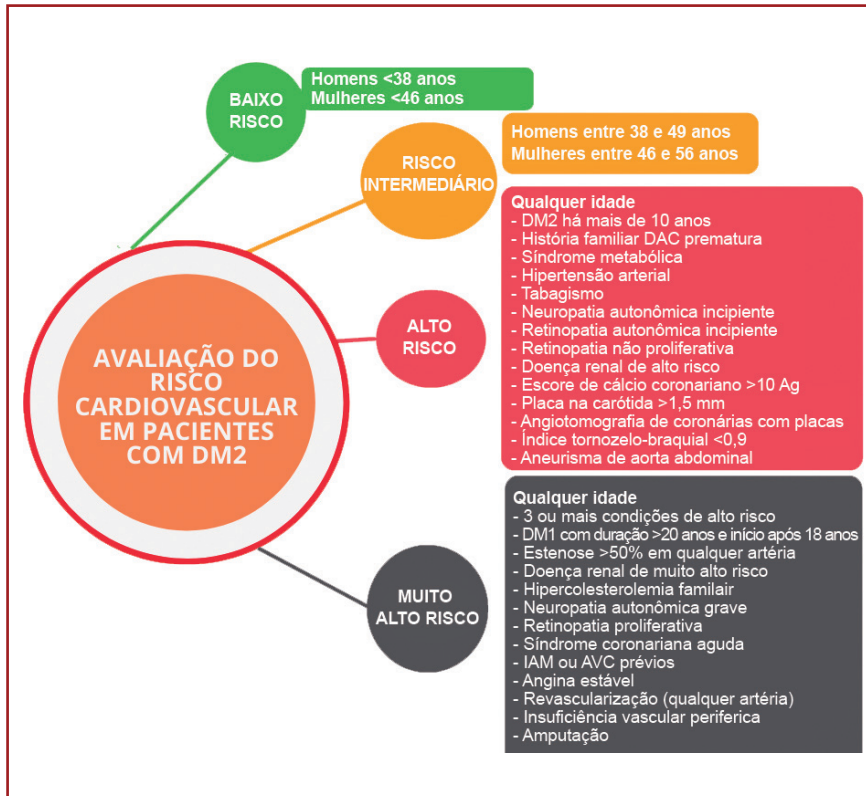 BAIXO
RISCO
Homens <38 anos
Mulheres <46 anos
RISCO
INTERMEDIÁRIO
Homens entre 38 e 49 anos
Mulheres entre 46 e 56 anos
AVALIAÇÃO DO
RISCO
CARDIOVASCULAR
EM PACIENTES
COM DM2
ALTO
RISCO
Qualquer idade
- DM2 há mais de 10 anos
- História familiar DAC prematura
- Síndrome metabólica
- Hipertensão arterial
- Tabagismo
- Neuropatia autonômica incipiente
- Retinopatia autonômica incipiente
- Retinopatia não proliferativa
- Doença renal de alto risco
- Escore de cálcio coronariano >10 Ag
- Placa na carótida >1,5 mm
- Angiotomografia de coronárias com placas
- Índice tornozelo-braquial <0,9
- Aneurisma de aorta abdominal
MUITO
ALTO RISCO
Qualquer idade
- 3 ou mais condições de alto risco
- DM1 com duração >20 anos e início após 18 anos
- Estenose >50% em qualquer artéria
- Doença renal de muito alto risco
- Hipercolesterolemia familair
- Neuropatia autonômica grave
- Retinopatia proliferativa
- Síndrome coronariana aguda
- IAM ou AVC prévios
- Angina estável
- Revascularização (qualquer artéria)
- Insuficiência vascular periferica
- Amputação